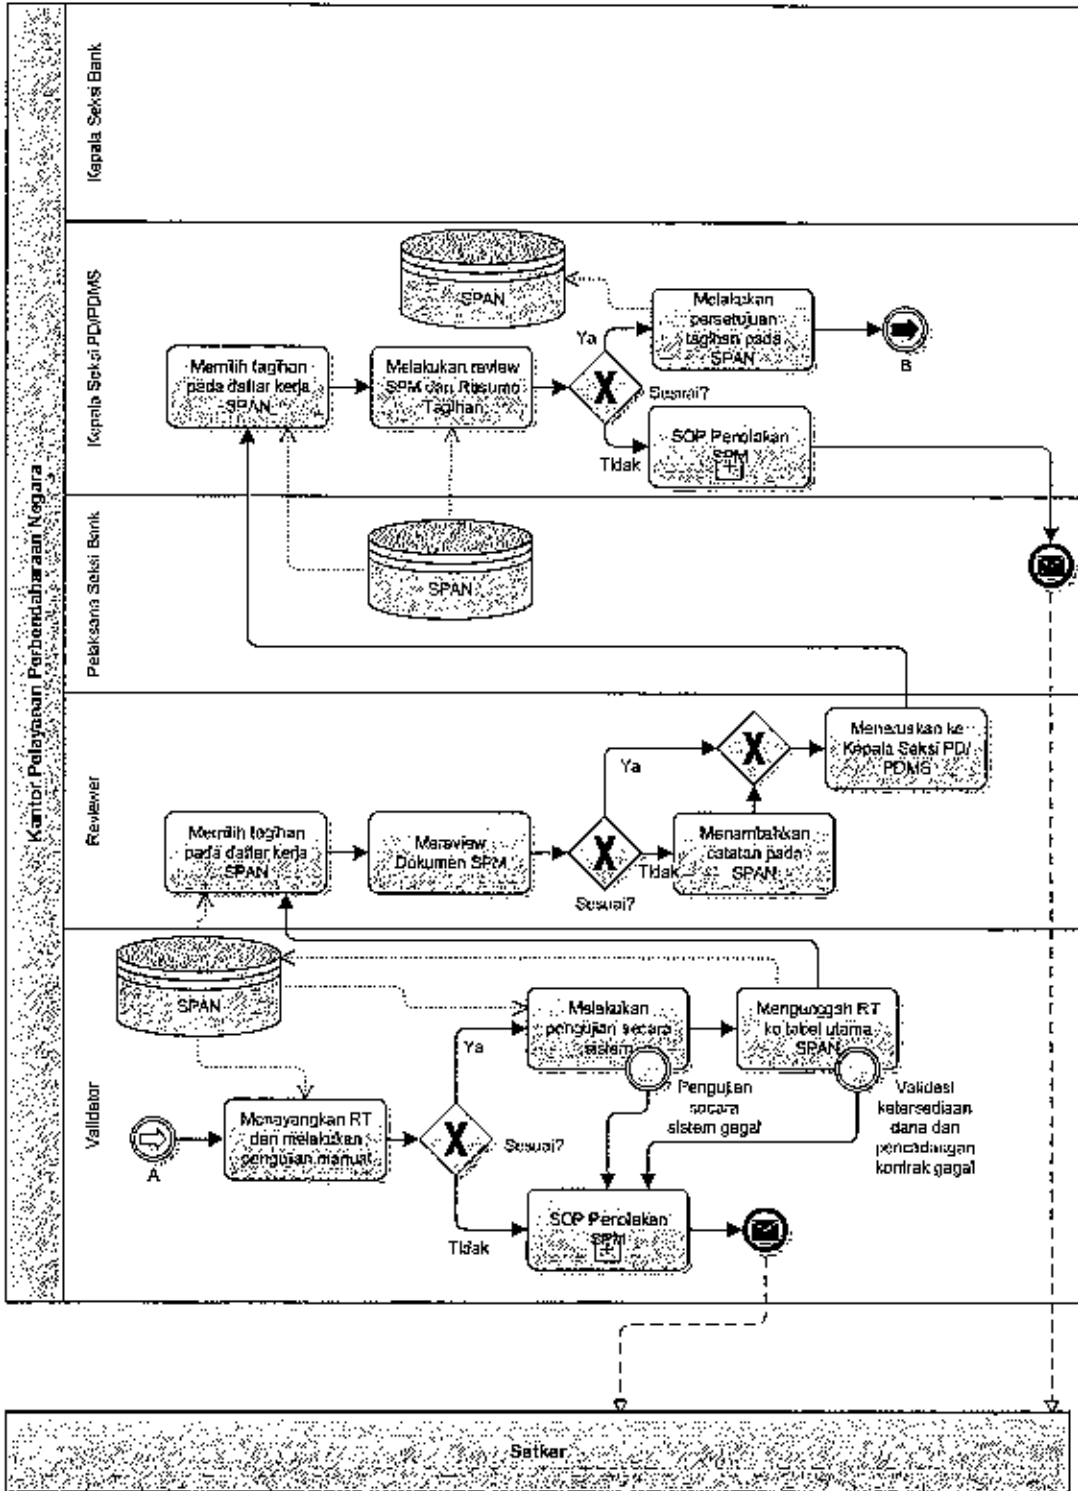 Kantor Pelayanan Perbendaharaan Negara
Kepala Seksi Bank
Kepala Seksi PD/PDMS
SPAN
Memilih tagihan
pada daftar kerja
SPAN
Melakukan review
SPM dan Resume
Tagihan
Ya
Sesuai?
Tidak
Melakukan
persetujuan
tagihan pada
SPAN
B
SOP Penolakan
SPM
Pelaksana Seksi Bank
SPAN
Reviewer
Memilih tagihan
pada daftar kerja
SPAN
Mereview
Dokumen SPM
Ya
Tidak
Sesuai?
Menambahkan
catatan pada
SPAN
Meneruskan ke
Kepala Seksi PD/
PDMS
Validator
SPAN
A
Menayangkan RT
dan melakukan
pengujian manual
Ya
Sesuai?
Tidak
Melakukan
pengujian secara
sistem
Pengujian
secara
sistem gagal
Mengunggah RT
ke tabel utama
SPAN
Validasi
ketersediaan
dana dan
pencadangan
kontrak gagal
SOP Penolakan
SPM
Satker